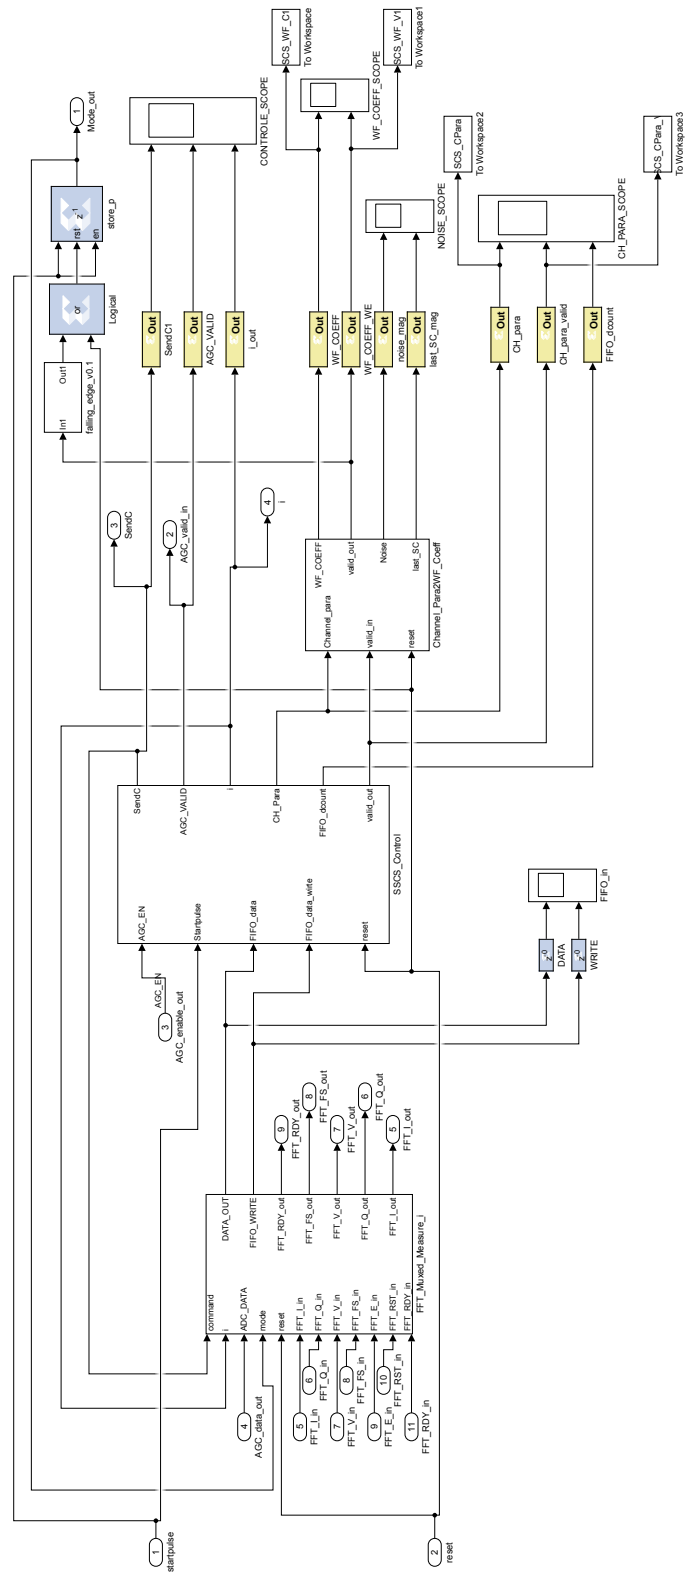 1
startpulse
2
reset
4
AGC_data_out
5
FFT_I_in
6
FFT_Q_in
7
FFT_V_in
8
FFT_FS_in
9
FFT_E_in
10
FFT_RST_in
11
FFT_RDY_in
command
i
ADC_DATA
mode
reset
FFT_I_in
FFT_Q_in
FFT_V_in
FFT_FS_in
FFT_E_in
FFT_RST_in
FFT_RDY_in
DATA_OUT
FIFO_WRITE
FFT_RDY_out
FFT_FS_out
FFT_V_out
FFT_Q_out
FFT_I_out
FFT_Muxed_Measure_i
9
FFT_RDY_out
8
FFT_FS_out
7
FFT_V_out
6
FFT_Q_out
5
FFT_I_out
3
AGC_EN
AGC_enable_out
z-0
DATA
z-0
WRITE
FIFO_in
AGC_EN
Startpulse
FIFO_data
FIFO_data_write
reset
SendC
AGC_VALID
i
CH_Para
FIFO_dcount
valid_out
SSCS_Control
3
SendC
2
AGC_valid_in
4
i
Channel_para
valid_in
reset
WF_COEFF
valid_out
Noise
last_SC
Channel_Para2WF_Coeff
In1
Out1
falling_edge_v0.1
or
Logical
rst
en
z-1
store_p
1
Mode_out
Out
SendC1
Out
AGC_VALID
Out
i_out
CONTROLE_SCOPE
Out
WF_COEFF
Out
WF_COEFF_WE
Out
noise_mag
Out
last_SC_mag
SCS_WF_C1
To Workspace
WF_COEFF_SCOPE
SCS_WF_V1
To Workspace1
NOISE_SCOPE
Out
CH_para
Out
CH_para_valid
Out
FIFO_dcount
SCS_CPara
To Workspace2
CH_PARA_SCOPE
SCS_CPara_v
To Workspace3